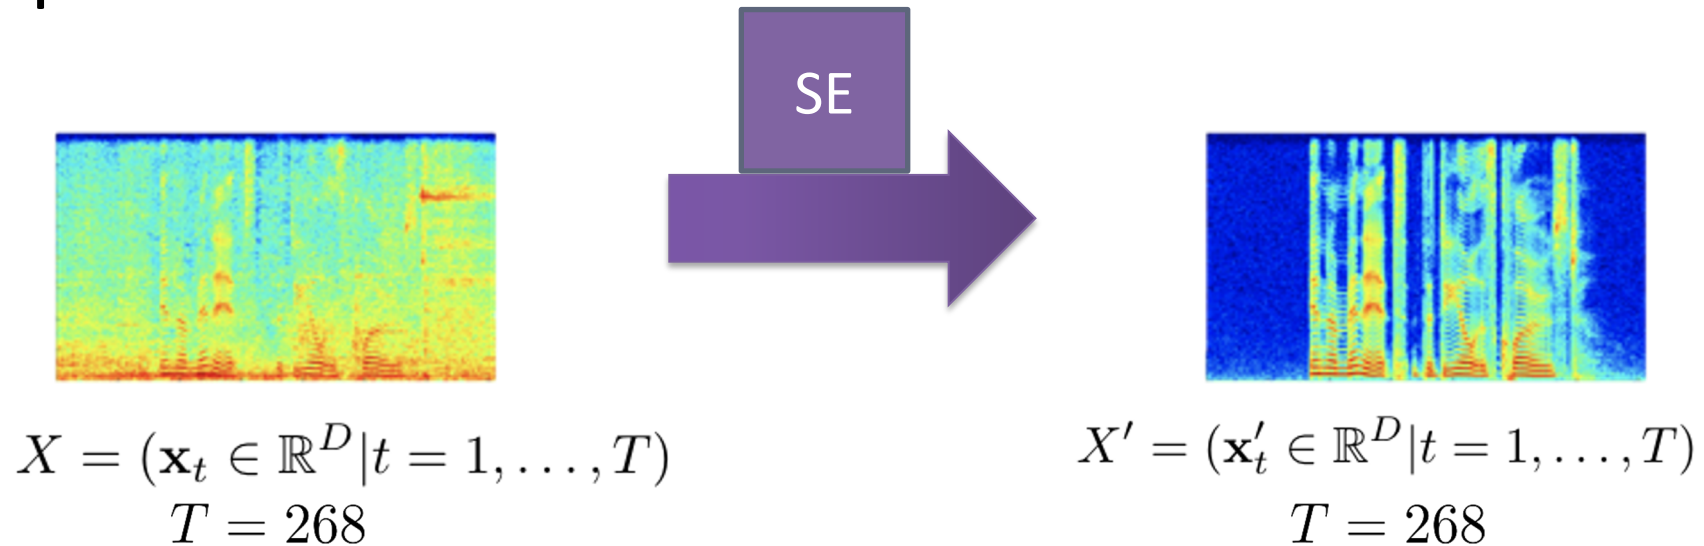 SE
X = (x_t ∈ ℝ^D | t = 1, . . . , T)
T = 268
X′ = (x′_t ∈ ℝ^D | t = 1, . . . , T)
T = 268